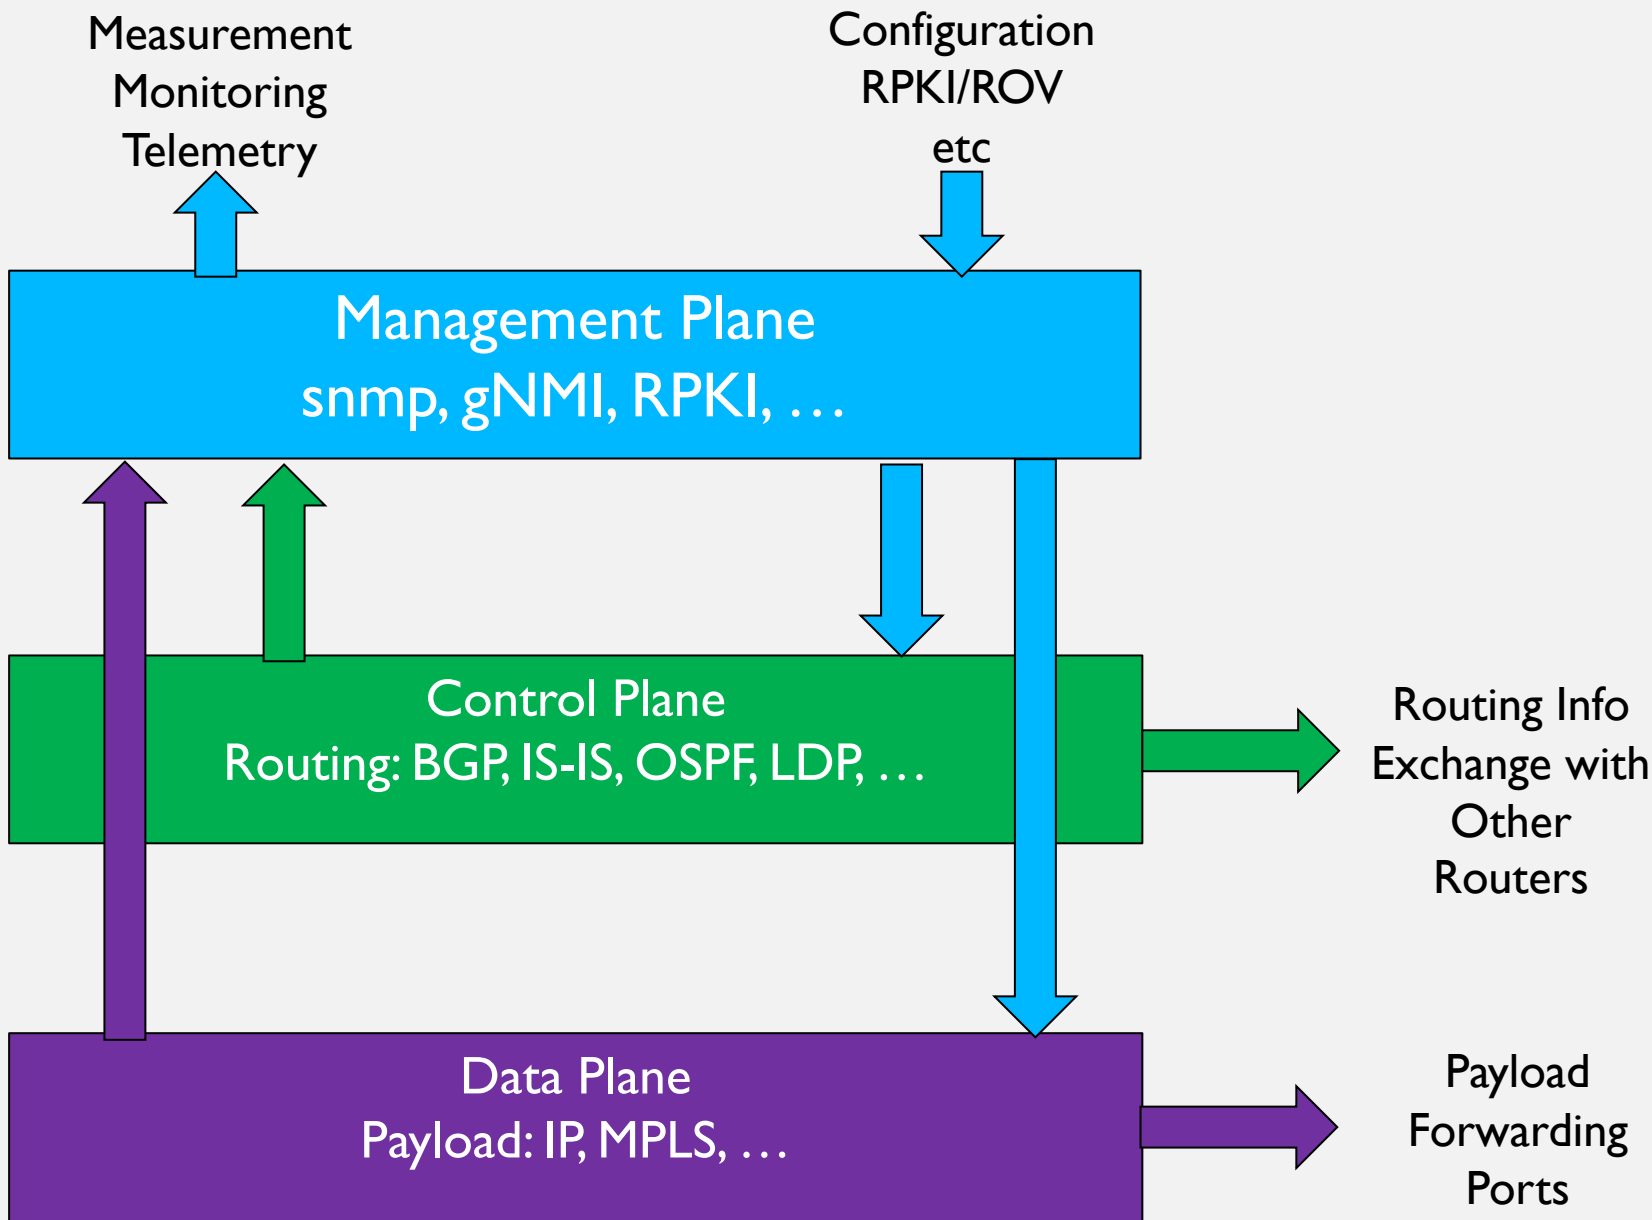 Measurement
Monitoring
Telemetry
Configuration
RPKI/ROV
etc
Management Plane
snmp, gNMI, RPKI, …
Control Plane
Routing: BGP, IS-IS, OSPF, LDP, …
Routing Info
Exchange with
Other
Routers
Data Plane
Payload: IP, MPLS, …
Payload
Forwarding
Ports